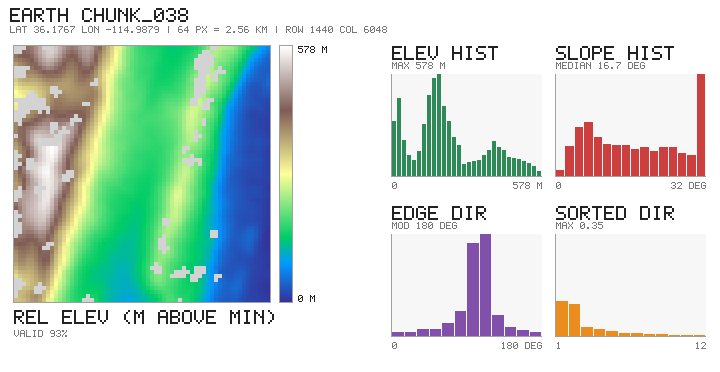 EARTH CHUNK_038
LAT 36.1767 LON -114.9879 | 64 PX = 2.56 KM | ROW 1440 COL 6048
578 M
0 M
REL ELEV (M ABOVE MIN)
VALID 93%
ELEV HIST
MAX 578 M
0 578 M
SLOPE HIST
MEDIAN 16.7 DEG
0 32 DEG
EDGE DIR
MOD 180 DEG
0 180 DEG
SORTED DIR
MAX 0.35
1 12